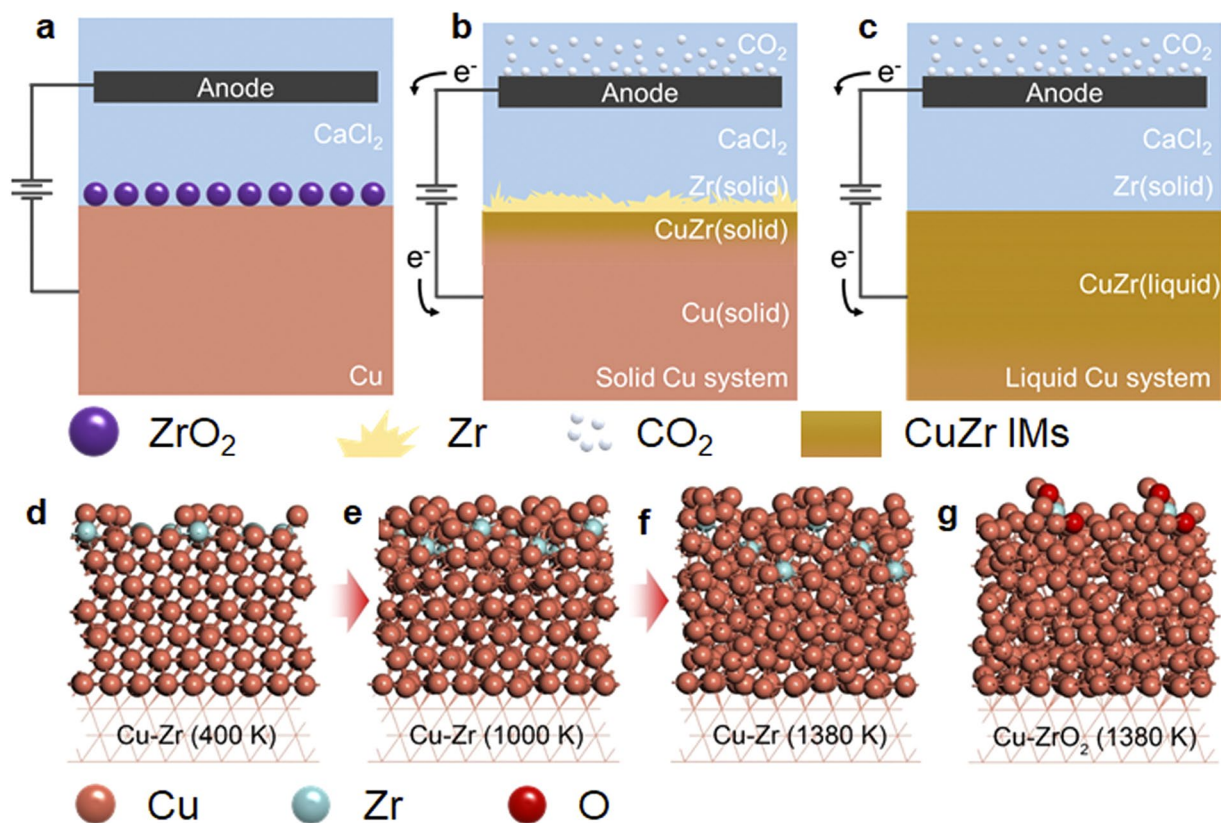 a
Anode
CaCl₂
Cu
b
CO₂
e⁻
Anode
CaCl₂
Zr(solid)
CuZr(solid)
e⁻
Cu(solid)
Solid Cu system
c
CO₂
e⁻
Anode
CaCl₂
Zr(solid)
e⁻
CuZr(liquid)
Liquid Cu system
ZrO₂
Zr
CO₂
CuZr IMs
d
Cu-Zr (400 K)
e
Cu-Zr (1000 K)
f
Cu-Zr (1380 K)
g
Cu-ZrO₂ (1380 K)
Cu
Zr
O